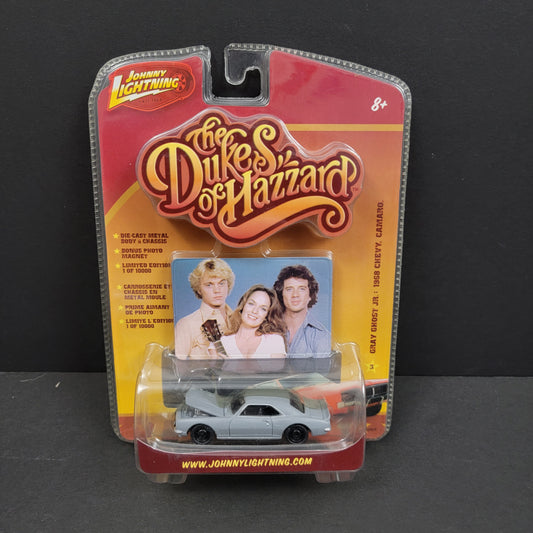 JOHNNY
LIGHTNING
8+
the
DUKES
of HAZZARD
TM
DIE-CAST METAL
BODY & CHASSIS
BONUS PHOTO
MAGNET
LIMITED EDITION
1 OF 10000
CARROSSERIE ET
CHASSIS EN
METAL MOULE
PRIME AIMANT
DE PHOTO
LIMITE L'EDITION
1 OF 10000
GRAY GHOST JR: 1968 CHEVY. CAMARO.
WWW.JOHNNYLIGHTNING.COM